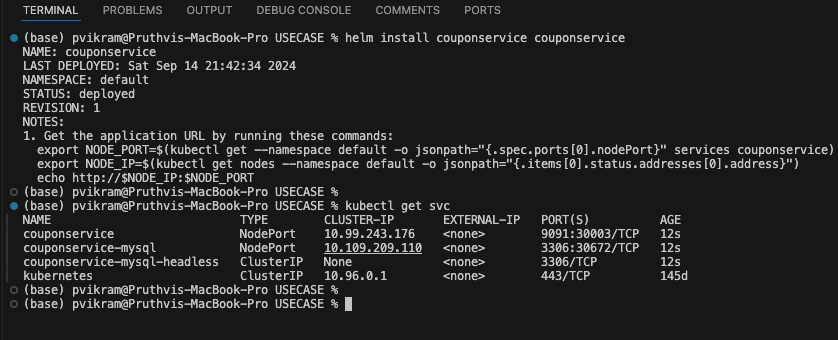 TERMINAL PROBLEMS OUTPUT DEBUG CONSOLE COMMENTS PORTS
(base) pvikram@Pruthvis-MacBook-Pro USECASE % helm install couponservice couponservice
NAME: couponservice
LAST DEPLOYED: Sat Sep 14 21:42:34 2024
NAMESPACE: default
STATUS: deployed
REVISION: 1
NOTES:
1. Get the application URL by running these commands:
  export NODE_PORT=$(kubectl get --namespace default -o jsonpath="{.spec.ports[0].nodePort}" services couponservice)
  export NODE_IP=$(kubectl get nodes --namespace default -o jsonpath="{.items[0].status.addresses[0].address}")
  echo http://$NODE_IP:$NODE_PORT
(base) pvikram@Pruthvis-MacBook-Pro USECASE %
(base) pvikram@Pruthvis-MacBook-Pro USECASE % kubectl get svc
NAME                           TYPE        CLUSTER-IP       EXTERNAL-IP   PORT(S)          AGE
couponservice                  NodePort    10.99.243.176    <none>        9091:30003/TCP   12s
couponservice-mysql            NodePort    10.109.209.110   <none>        3306:30672/TCP   12s
couponservice-mysql-headless   ClusterIP   None             <none>        3306/TCP         12s
kubernetes                     ClusterIP   10.96.0.1        <none>        443/TCP          145d
(base) pvikram@Pruthvis-MacBook-Pro USECASE %
(base) pvikram@Pruthvis-MacBook-Pro USECASE %